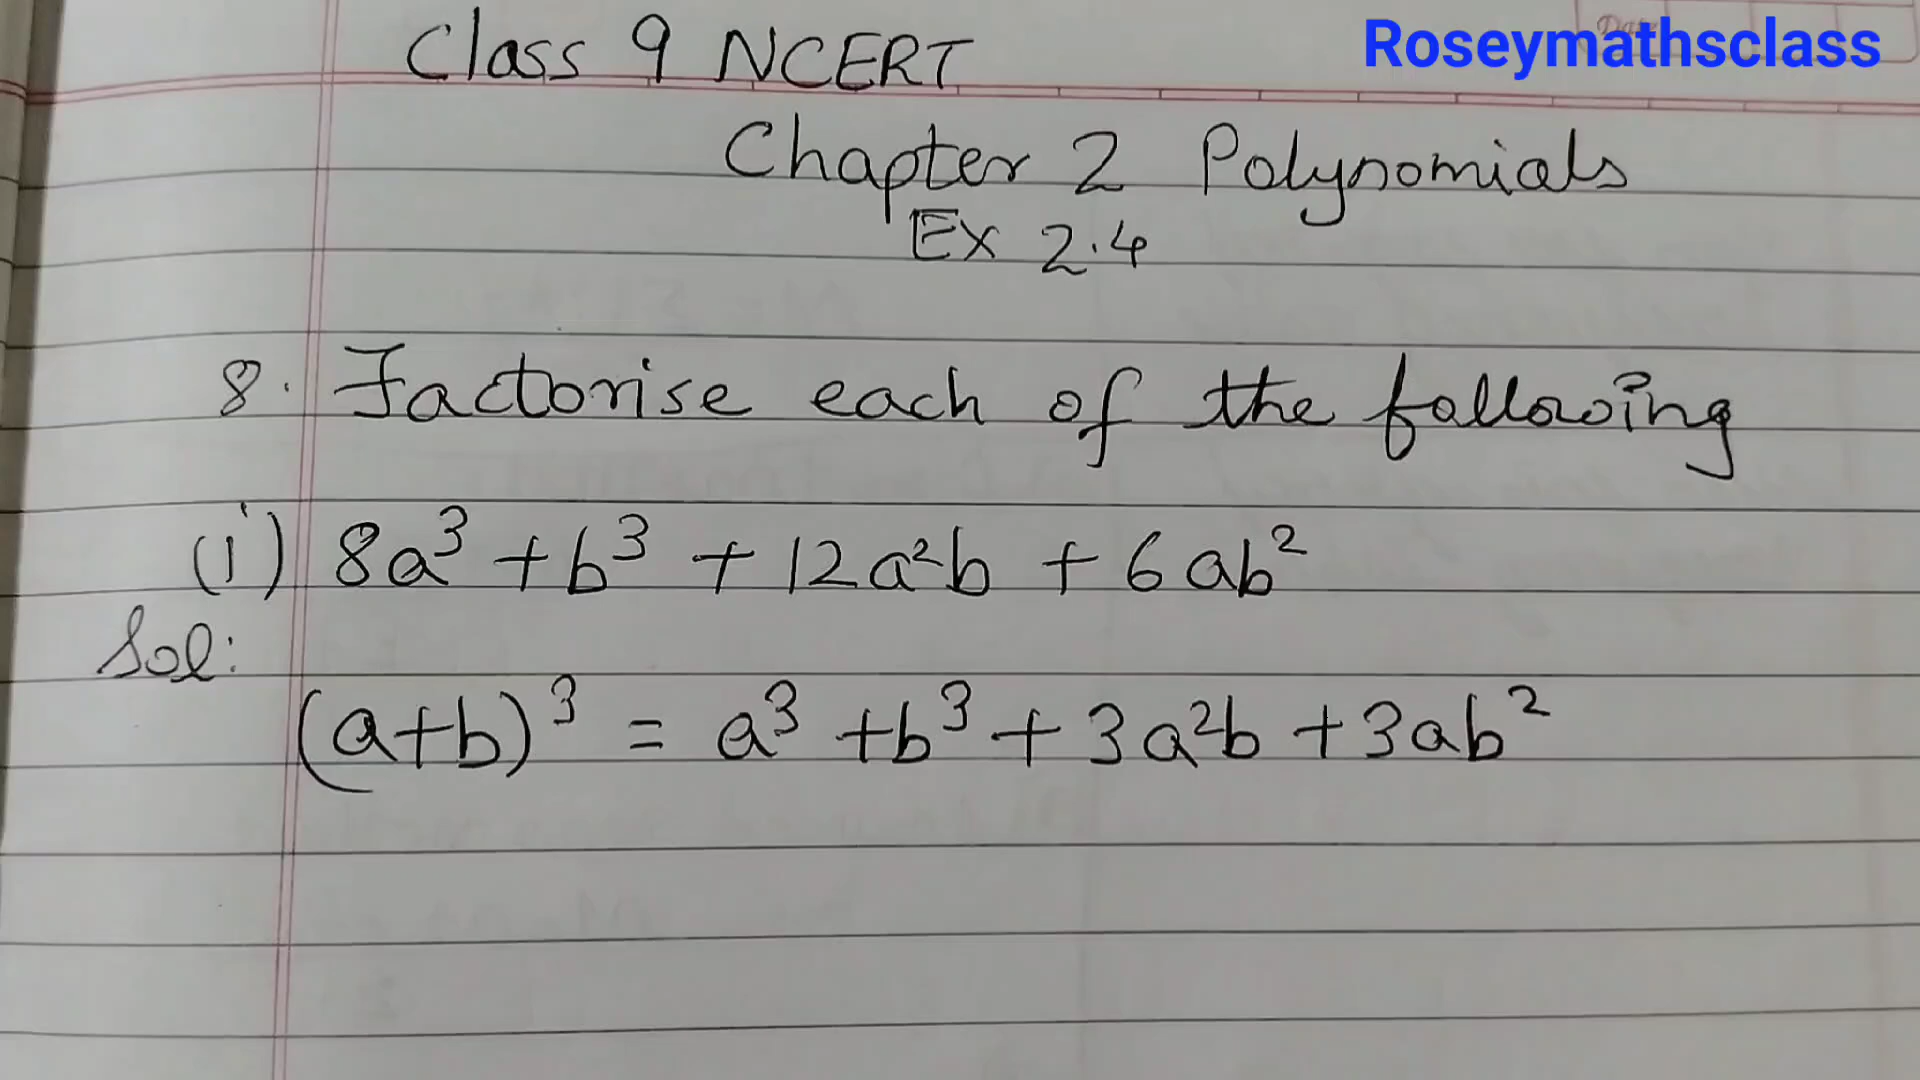 Roseymathsclass
Date
Class 9 NCERT
Chapter 2 Polynomials
Ex 2.4
8. Factorise each of the following
(i) 8a³ + b³ + 12a²b + 6ab²
Sol:
(a+b)³ = a³ + b³ + 3a²b + 3ab²